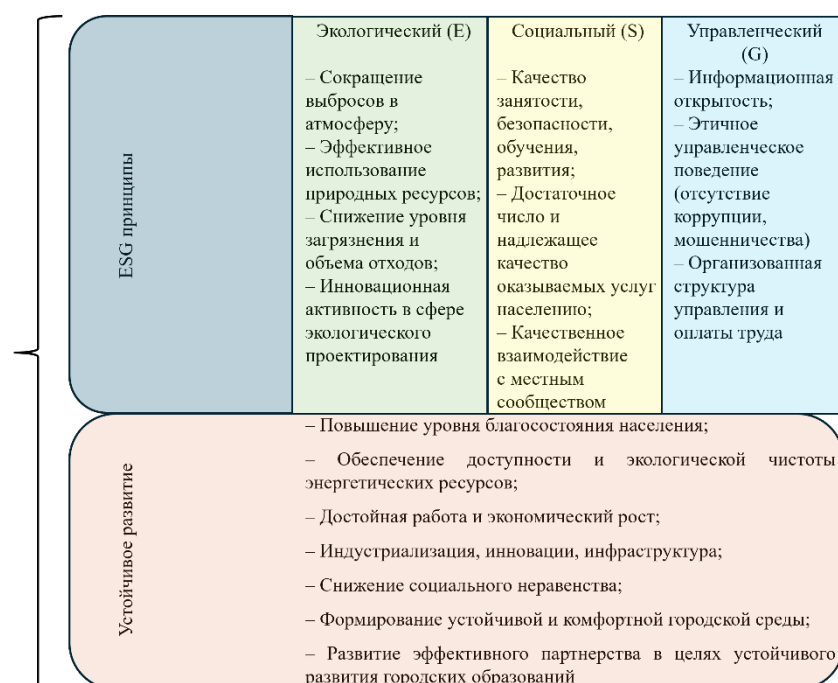 ESG принципы
Экологический (E)
– Сокращение
выбросов в
атмосферу;
– Эффективное
использование
природных ресурсов;
– Снижение уровня
загрязнения и
объема отходов;
– Инновационная
активность в сфере
экологического
проектирования
Социальный (S)
– Качество
занятости,
безопасности,
обучения,
развития;
– Достаточное
число и
надлежащее
качество
оказываемых услуг
населению;
– Качественное
взаимодействие
с местным
сообществом
Управленческий
(G)
– Информационная
открытость;
– Этичное
управленческое
поведение
(отсутствие
коррупции,
мошенничества)
– Организованная
структура
управления и
оплаты труда
Устойчивое развитие
– Повышение уровня благосостояния населения;
– Обеспечение доступности и экологической чистоты
энергетических ресурсов;
– Достойная работа и экономический рост;
– Индустриализация, инновации, инфраструктура;
– Снижение социального неравенства;
– Формирование устойчивой и комфортной городской среды;
– Развитие эффективного партнерства в целях устойчивого
развития городских образований